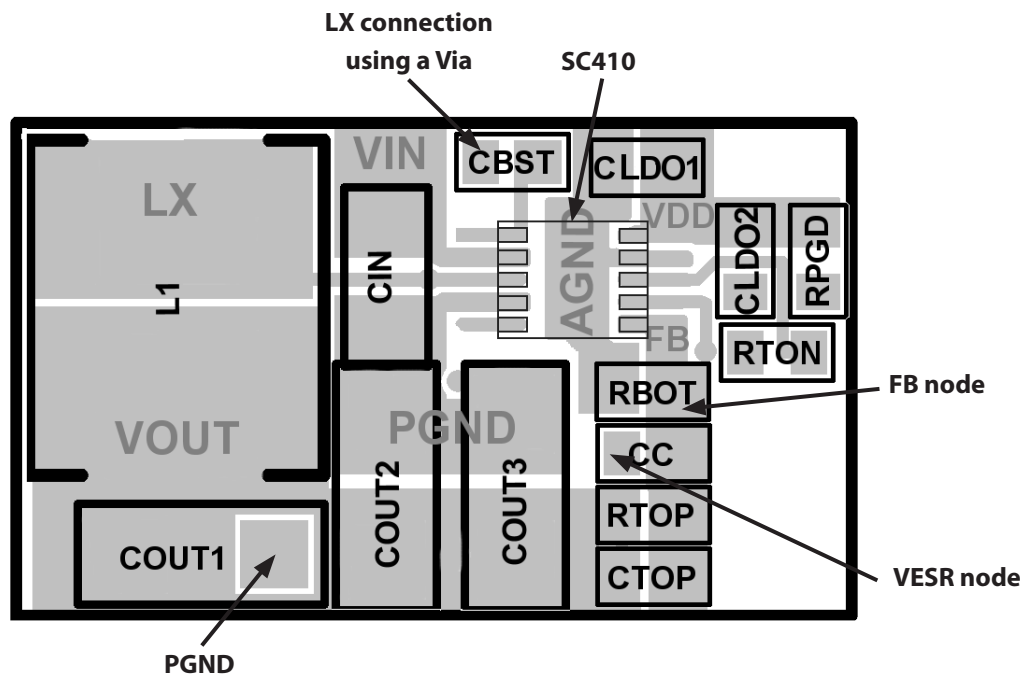 LX connection
using a Via
SC410
VIN
CBST
CLDO1
LX
VDD
CLDO2
RPGD
CIN
AGND
L1
FB
RTON
RBOT
FB node
VOUT
PGND
CC
COUT2
COUT3
RTOP
COUT1
CTOP
VESR node
PGND